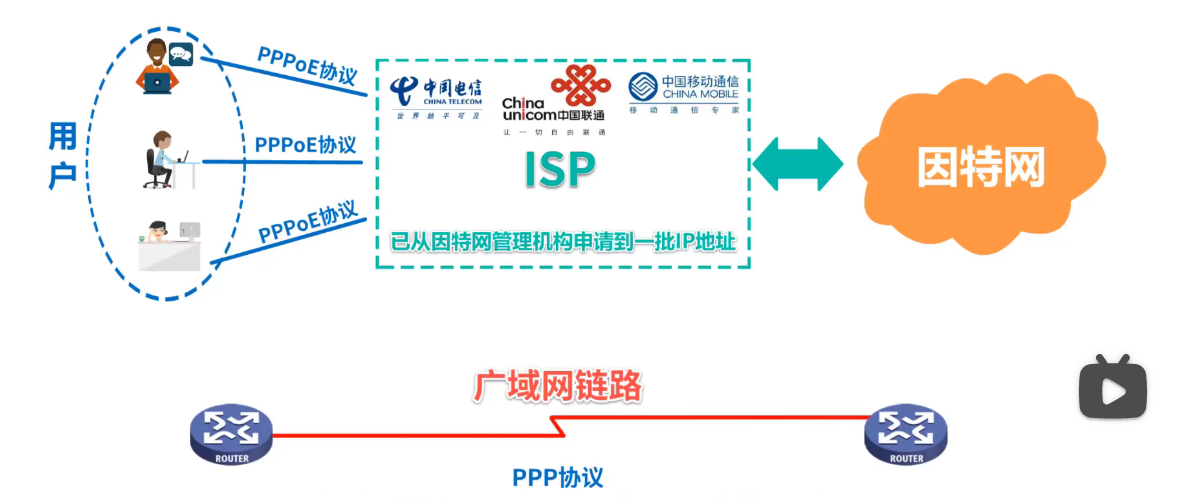 用户
PPPoE协议
PPPoE协议
PPPoE协议
中国电信
CHINA TELECOM
世界触手可及
China
unicom中国联通
让一切自由联通
中国移动通信
CHINA MOBILE
移动通信专家
ISP
已从因特网管理机构申请到一批IP地址
因特网
广域网链路
ROUTER
ROUTER
PPP协议